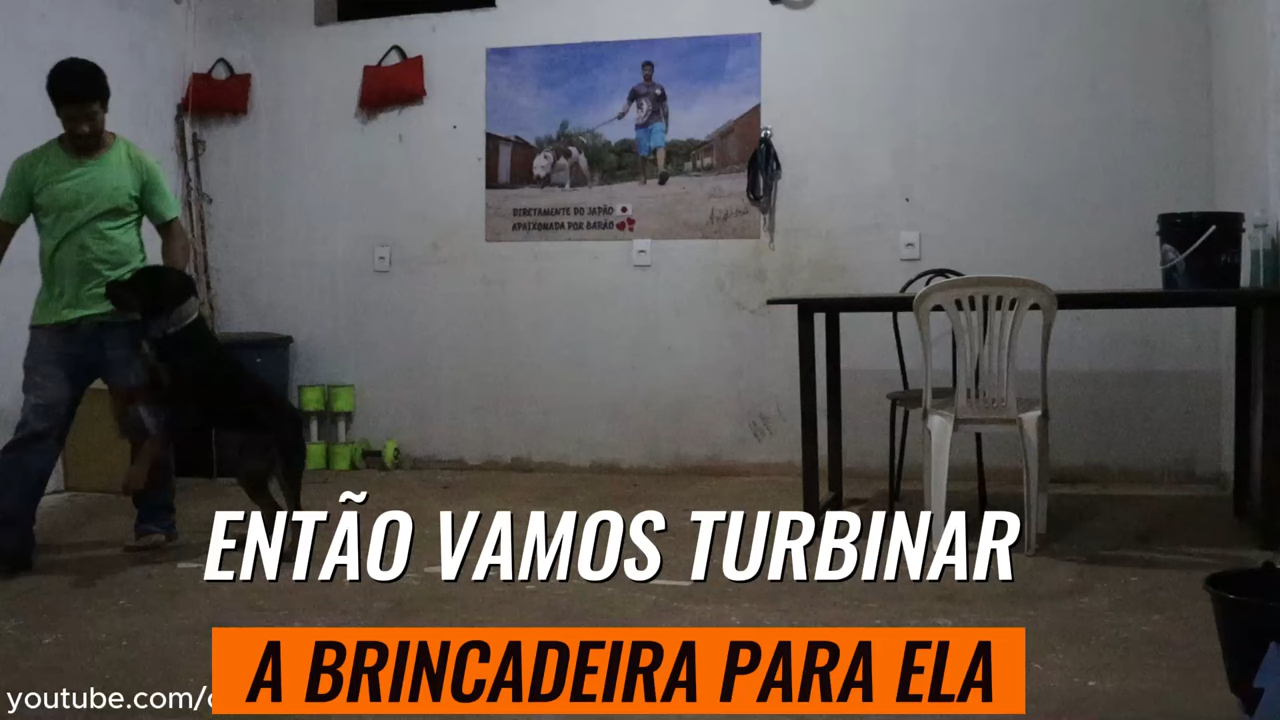 DIRETAMENTE DO JAPÃO
APAIXONADA POR BARÃO
ENTÃO VAMOS TURBINAR
A BRINCADEIRA PARA ELA
youtube.com/